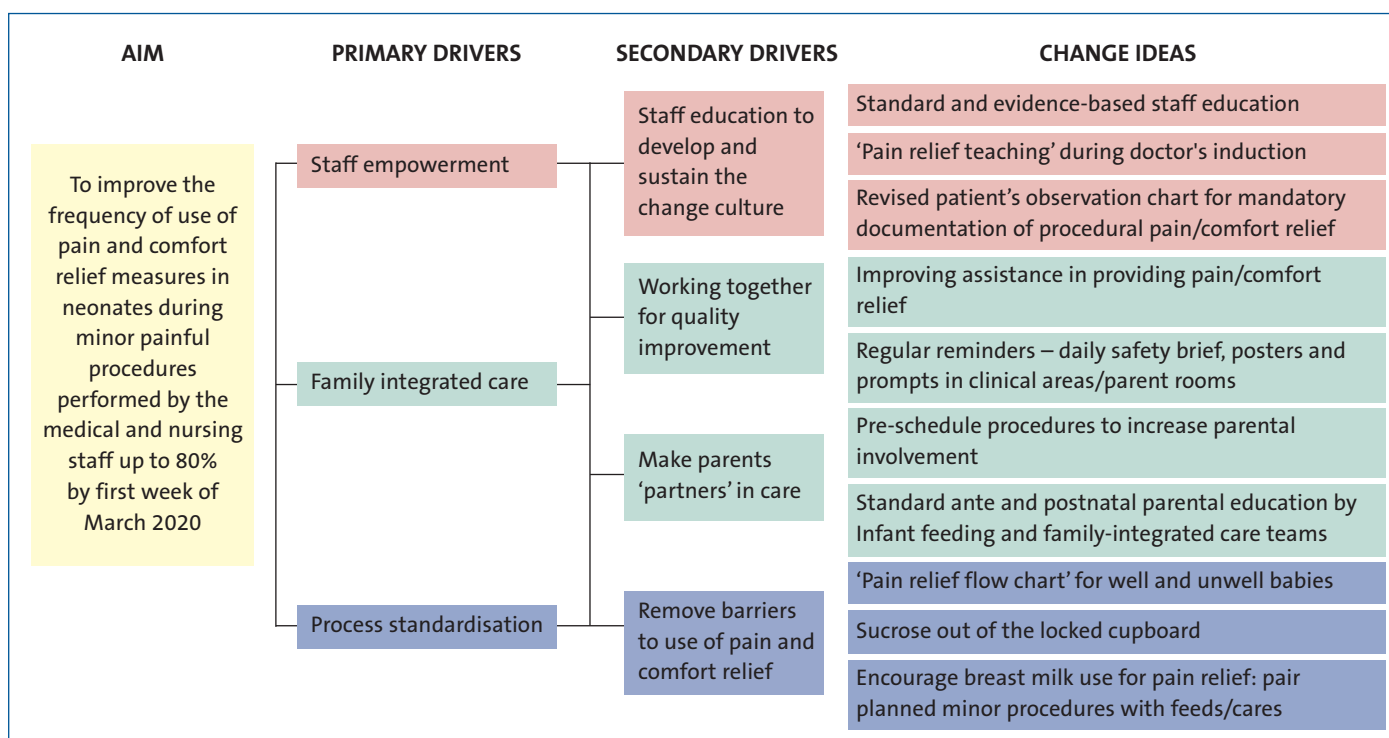 AIM
PRIMARY DRIVERS
SECONDARY DRIVERS
CHANGE IDEAS
To improve the
frequency of use of
pain and comfort
relief measures in
neonates during
minor painful
procedures
performed by the
medical and nursing
staff up to 80%
by first week of
March 2020
Staff empowerment
Family integrated care
Process standardisation
Staff education to
develop and
sustain the
change culture
Working together
for quality
improvement
Make parents
‘partners’ in care
Remove barriers
to use of pain and
comfort relief
Standard and evidence-based staff education
‘Pain relief teaching’ during doctor's induction
Revised patient’s observation chart for mandatory
documentation of procedural pain/comfort relief
Improving assistance in providing pain/comfort
relief
Regular reminders – daily safety brief, posters and
prompts in clinical areas/parent rooms
Pre-schedule procedures to increase parental
involvement
Standard ante and postnatal parental education by
Infant feeding and family-integrated care teams
‘Pain relief flow chart’ for well and unwell babies
Sucrose out of the locked cupboard
Encourage breast milk use for pain relief: pair
planned minor procedures with feeds/cares